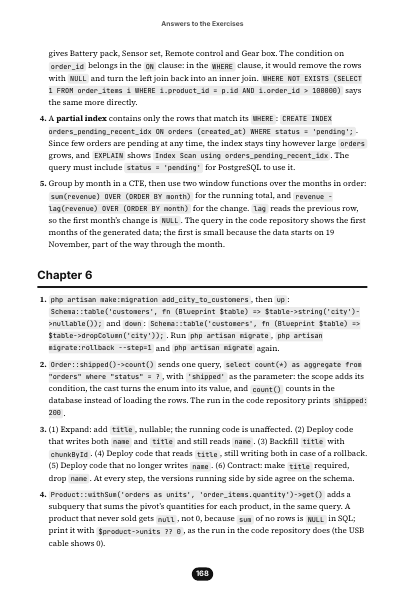 Answers to the Exercises
gives Battery pack, Sensor set, Remote control and Gear box. The condition on
order_id belongs in the ON clause: in the WHERE clause, it would remove the rows
with NULL and turn the left join back into an inner join. WHERE NOT EXISTS (SELECT
1 FROM order_items i WHERE i.product_id = p.id AND i.order_id > 100000) says
the same more directly.
4. A partial index contains only the rows that match its WHERE: CREATE INDEX
orders_pending_recent_idx ON orders (created_at) WHERE status = 'pending';.
Since few orders are pending at any time, the index stays tiny however large orders
grows, and EXPLAIN shows Index Scan using orders_pending_recent_idx. The
query must include status = 'pending' for PostgreSQL to use it.
5. Group by month in a CTE, then use two window functions over the months in order:
sum(revenue) OVER (ORDER BY month) for the running total, and revenue -
lag(revenue) OVER (ORDER BY month) for the change. lag reads the previous row,
so the first month's change is NULL. The query in the code repository shows the first
months of the generated data; the first is small because the data starts on 19
November, part of the way through the month.
Chapter 6
1. php artisan make:migration add_city_to_customers, then up:
Schema::table('customers, fn (Blueprint $table) => $table->string('city')-
>nullable()); and down: Schema::table('customers, fn (Blueprint $table) =>
$table->dropColumn('city'));. Run php artisan migrate, php artisan
migrate:rollback --step=1 and php artisan migrate again.
2. Order::shipped()->count() sends one query, select count(*) as aggregate from
"orders" where "status" = ?, with 'shipped' as the parameter: the scope adds its
condition, the cast turns the enum into its value, and count() counts in the
database instead of loading the rows. The run in the code repository prints shipped:
200.
3. (1) Expand: add title, nullable; the running code is unaffected. (2) Deploy code
that writes both name and title and still reads name. (3) Backfill title with
chunkById. (4) Deploy code that reads title, still writing both in case of a rollback.
(5) Deploy code that no longer writes name. (6) Contract: make title required,
drop name. At every step, the versions running side by side agree on the schema.
4. Product::withSum('orders as units', 'order_items.quantity')->get() adds a
subquery that sums the pivot's quantities for each product, in the same query. A
product that never sold gets null, not 0, because sum of no rows is NULL in SQL;
print it with $product->units ?? 0, as the run in the code repository does (the USB
cable shows 0).
168